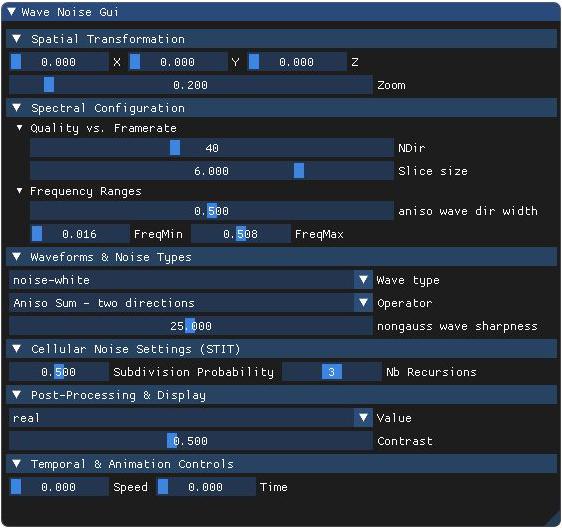 Wave Noise Gui
Spatial Transformation
0.000 X 0.000 Y 0.000 Z
0.200 Zoom
Spectral Configuration
Quality vs. Framerate
40 NDir
6.000 Slice size
Frequency Ranges
0.500 aniso wave dir width
0.016 FreqMin 0.508 FreqMax
Waveforms & Noise Types
noise-white Wave type
Aniso Sum - two directions Operator
25.000 nongauss wave sharpness
Cellular Noise Settings (STIT)
0.500 Subdivision Probability 3 Nb Recursions
Post-Processing & Display
real Value
0.500 Contrast
Temporal & Animation Controls
0.000 Speed 0.000 Time